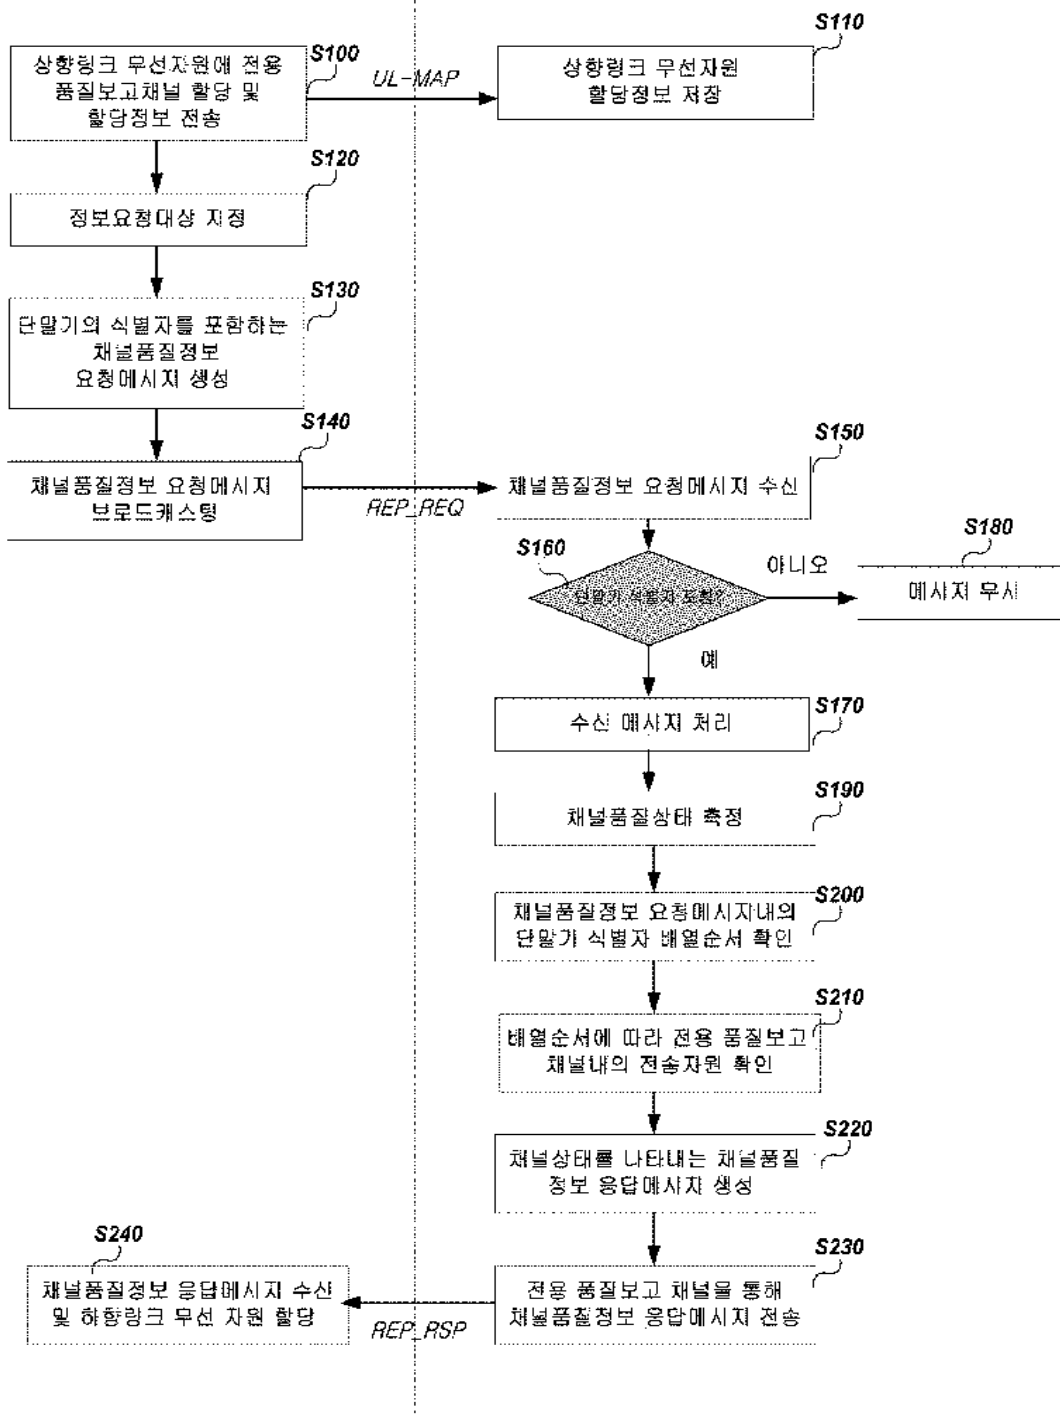 S100
상향링크 무선자원에 전용
품질보고채널 할당 및
할당정보 전송
UL-MAP
S110
상향링크 무선자원
할당정보 저장
S120
정보요청대상 지정
S130
단말기의 식별자를 포함하는
채널품질정보
요청메시지 생성
S140
채널품질정보 요청메시지
브로드캐스팅
REP_REQ
S150
채널품질정보 요청메시지 수신
S160
단말기 식별자 포함?
아니오
S180
메시지 무시
예
S170
수신 메시지 처리
S190
채널품질상태 측정
S200
채널품질정보 요청메시지내의
단말기 식별자 배열순서 확인
S210
배열순서에 따라 전용 품질보고
채널내의 전송자원 확인
S220
채널상태를 나타내는 채널품질
정보 응답메시지 생성
S230
전용 품질보고 채널을 통해
채널품질정보 응답메시지 전송
REP_RSP
S240
채널품질정보 응답메시지 수신
및 하향링크 무선 자원 할당